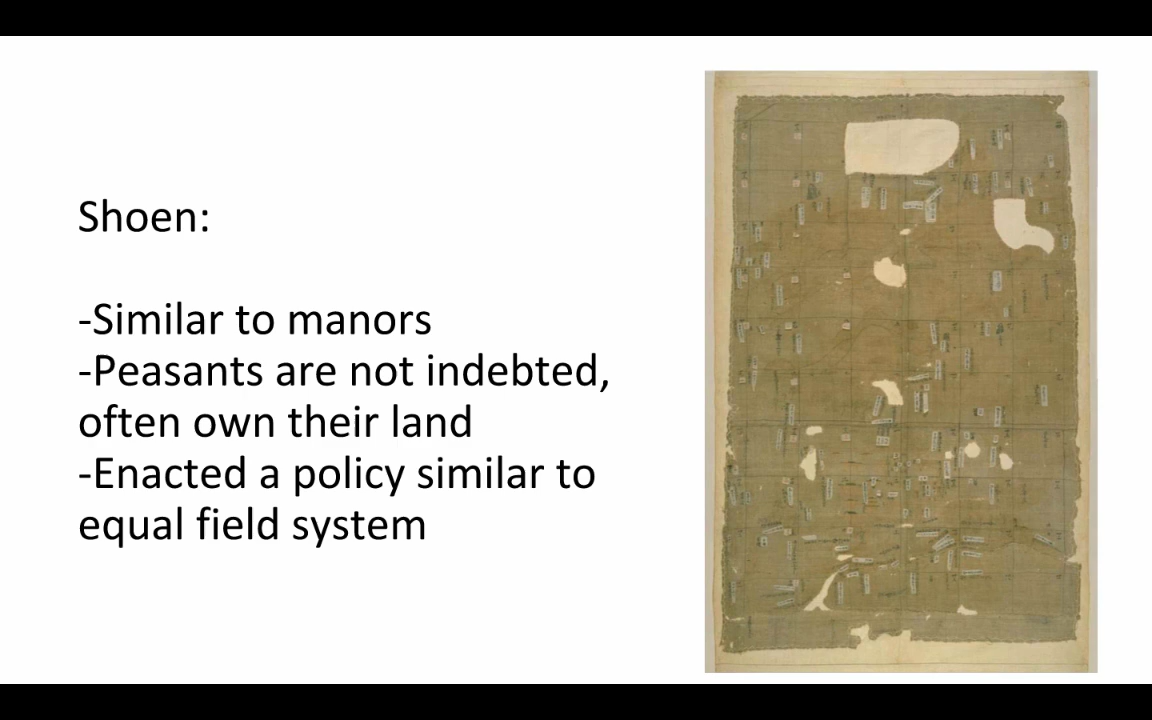 Shoen:
-Similar to manors
-Peasants are not indebted,
often own their land
-Enacted a policy similar to
equal field system